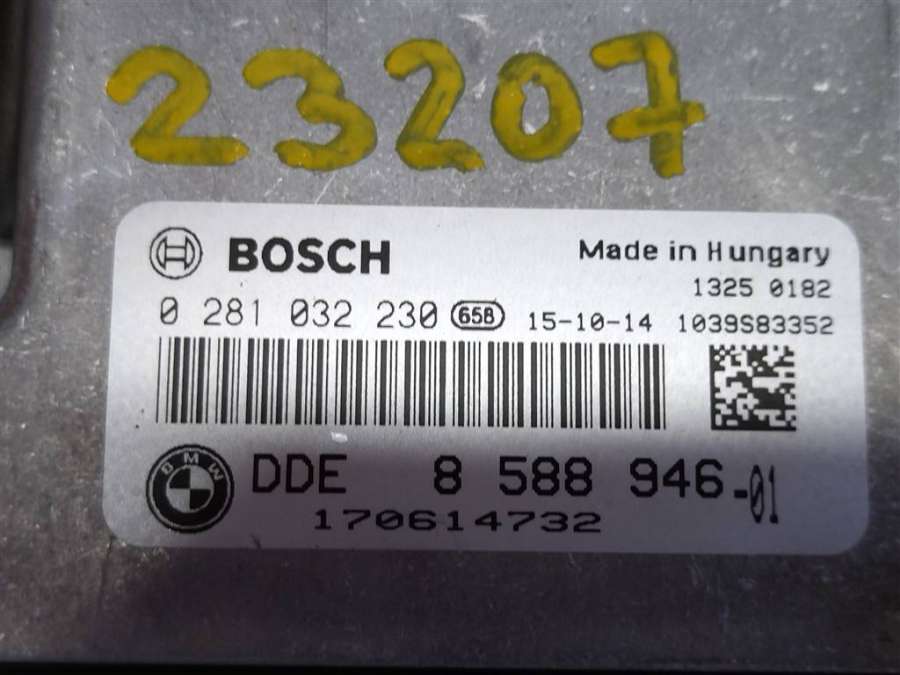 23207
BOSCH
Made in Hungary
1325 0182
0 281 032 230 658 15-10-14 1039S83352
BMW
DDE 8 588 946-01
170614732